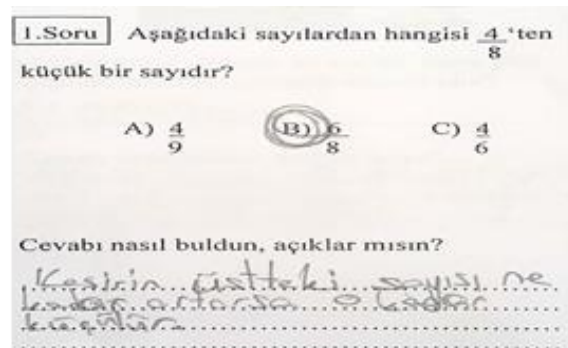 1.Soru Aşağıdaki sayılardan hangisi 4/8 'ten
küçük bir sayıdır?
A) 4/9 B) 6/8 C) 4/6
Cevabı nasıl buldun, açıklar mısın?
Kesirin üstteki sayısı ne
kadar artarsa o kadar
küçülür.